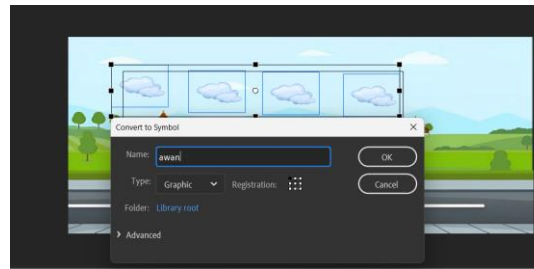 Convert to Symbol
Name: awan
OK
Type: Graphic Registration:
Cancel
Folder: Library root
Advanced